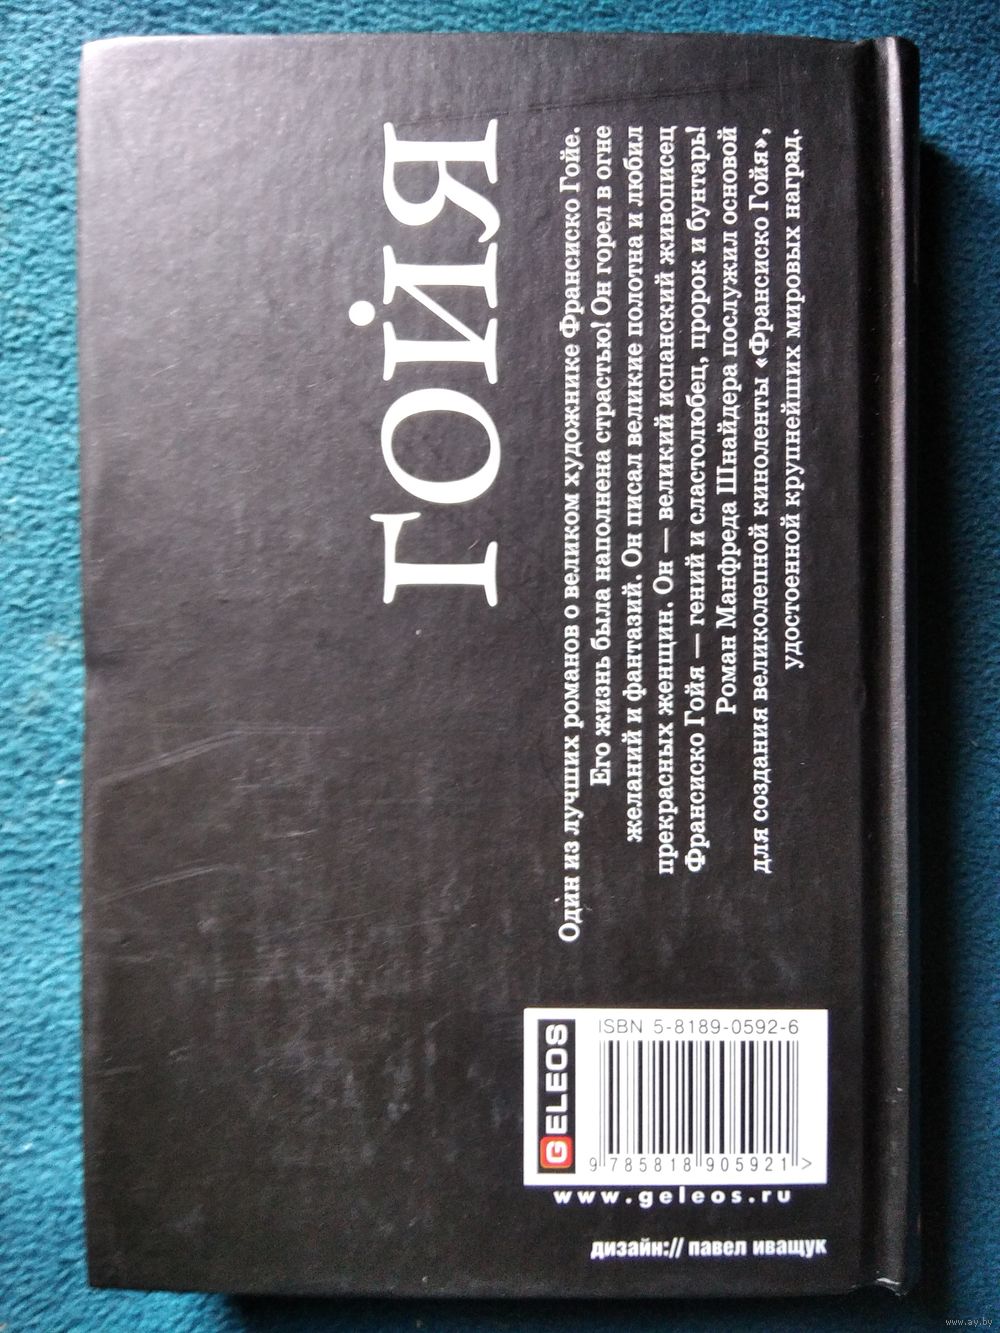 ГОЙЯ
Один из лучших романов о великом художнике Франсиско Гойе.
Его жизнь была наполнена страстью! Он горел в огне
желаний и фантазий. Он писал великие полотна и любил
прекрасных женщин. Он — великий испанский живописец
Франсиско Гойя — гений и сластолюбец, пророк и бунтарь!
Роман Манфреда Шнайдера послужил основой
для создания великолепной киноленты «Франсиско Гойя»,
удостоенной крупнейших мировых наград.
GELEOS
ISBN 5-8189-0592-6
9 785818 905921 >
www.geleos.ru
дизайн:// павел иващук
www.ay.by